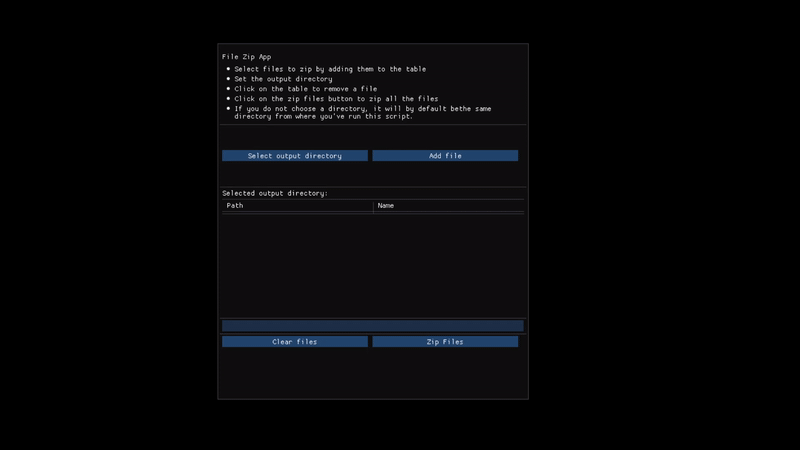 File Zip App
Select files to zip by adding them to the table
Set the output directory
Click on the table to remove a file
Click on the zip files button to zip all the files
If you do not choose a directory, it will by default bethe same
directory from where you've run this script.
Select output directory
Add file
Selected output directory:
Path
Name
Clear files
Zip Files